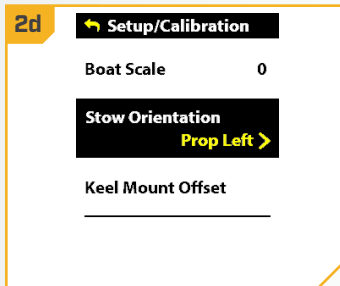 2d
Setup/Calibration
Boat Scale 0
Stow Orientation
Prop Left >
Keel Mount Offset